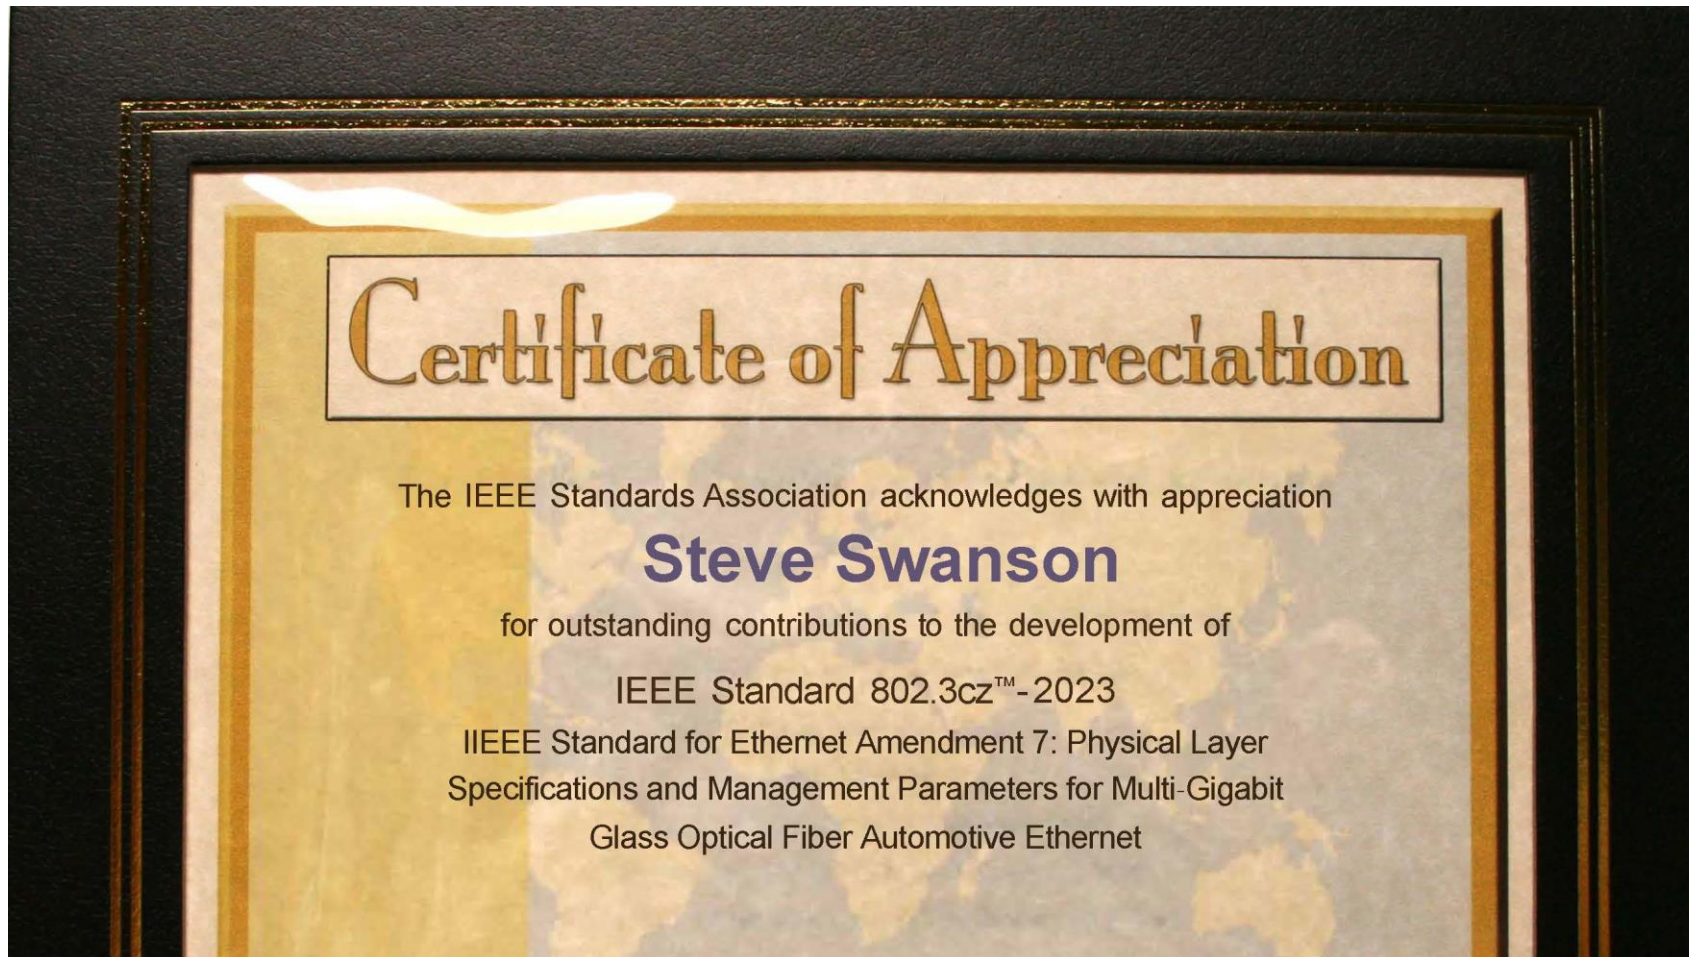 Certificate of Appreciation
The IEEE Standards Association acknowledges with appreciation
Steve Swanson
for outstanding contributions to the development of
IEEE Standard 802.3cz™-2023
IIEEE Standard for Ethernet Amendment 7: Physical Layer
Specifications and Management Parameters for Multi-Gigabit
Glass Optical Fiber Automotive Ethernet